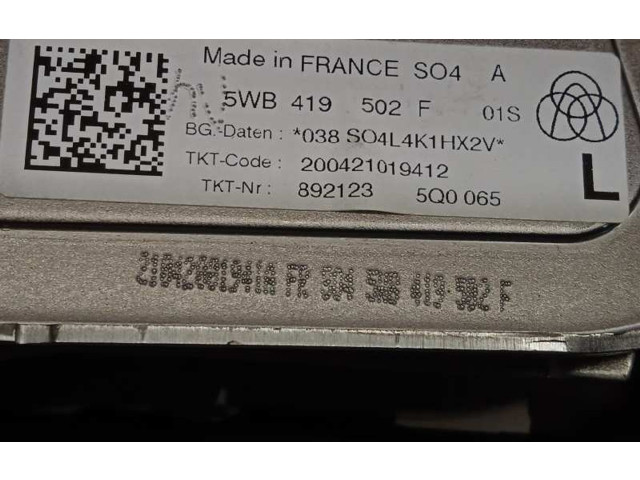 Made in FRANCE SO4 A
5WB 419 502 F 01S
BG.-Daten : *038 SO4L4K1HX2V*
TKT-Code : 200421019412
TKT-Nr : 892123 5Q0 065
L
FR S04 5WB 419 502 F